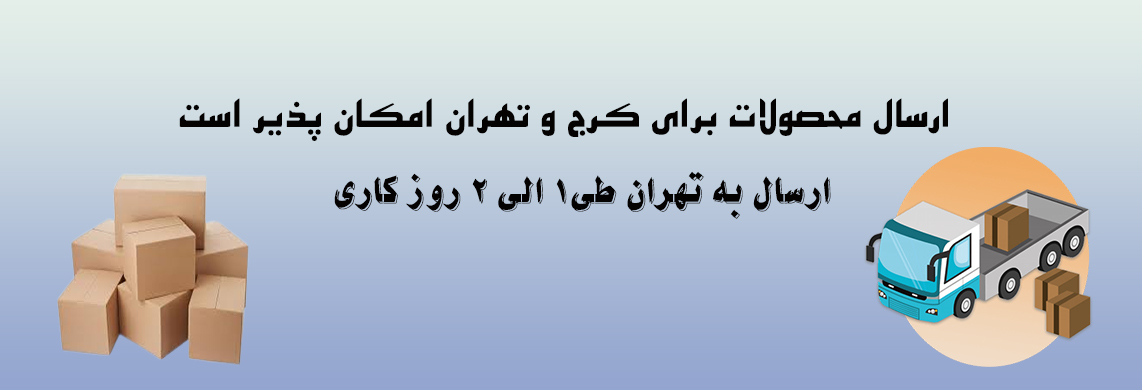 ارسال محصولات برای کرج و تهران امکان پذیر است
ارسال به تهران طی۱ الی ۲ روز کاری